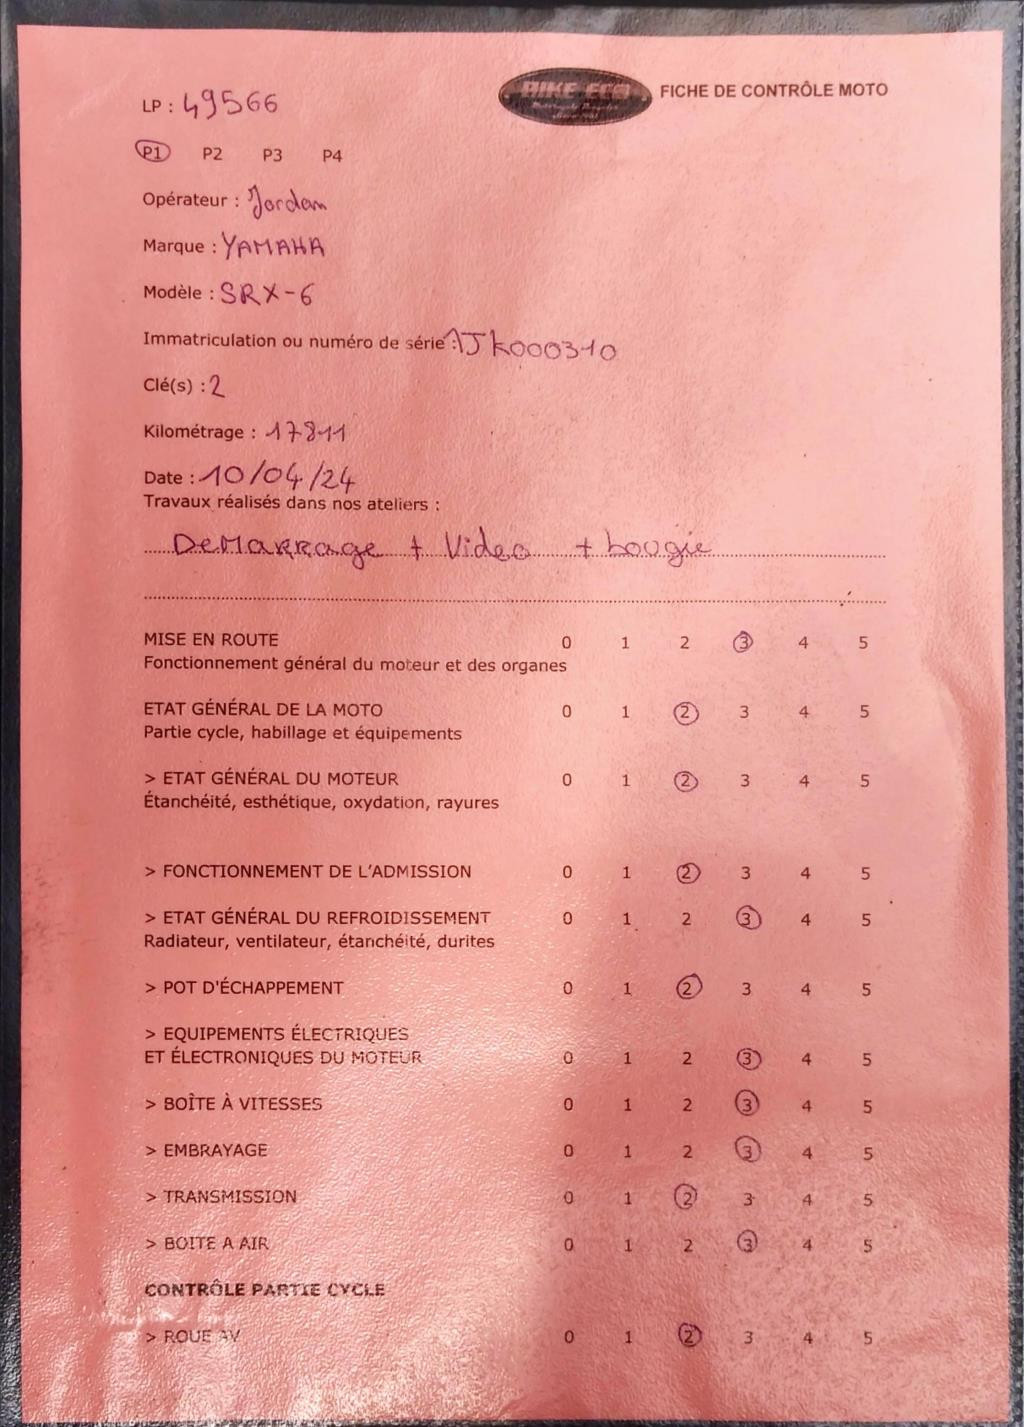 BIKE-ECO
FICHE DE CONTRÔLE MOTO
LP : 49566
P1 P2 P3 P4
Opérateur : Jordan
Marque : YAMAHA
Modèle : SRX-6
Immatriculation ou numéro de série : 1JK000310
Clé(s) : 2
Kilométrage : 17811
Date : 10/04/24
Travaux réalisés dans nos ateliers :
DeMaRRage + Video + bougie
MISE EN ROUTE 0 1 2 3 4 5
Fonctionnement général du moteur et des organes
ETAT GÉNÉRAL DE LA MOTO 0 1 2 3 4 5
Partie cycle, habillage et équipements
> ETAT GÉNÉRAL DU MOTEUR 0 1 2 3 4 5
Étanchéité, esthétique, oxydation, rayures
> FONCTIONNEMENT DE L'ADMISSION 0 1 2 3 4 5
> ETAT GÉNÉRAL DU REFROIDISSEMENT 0 1 2 3 4 5
Radiateur, ventilateur, étanchéité, durites
> POT D'ÉCHAPPEMENT 0 1 2 3 4 5
> EQUIPEMENTS ÉLECTRIQUES
ET ÉLECTRONIQUES DU MOTEUR 0 1 2 3 4 5
> BOÎTE À VITESSES 0 1 2 3 4 5
> EMBRAYAGE 0 1 2 3 4 5
> TRANSMISSION 0 1 2 3 4 5
> BOITE A AIR 0 1 2 3 4 5
CONTRÔLE PARTIE CYCLE
> ROUE AV 0 1 2 3 4 5